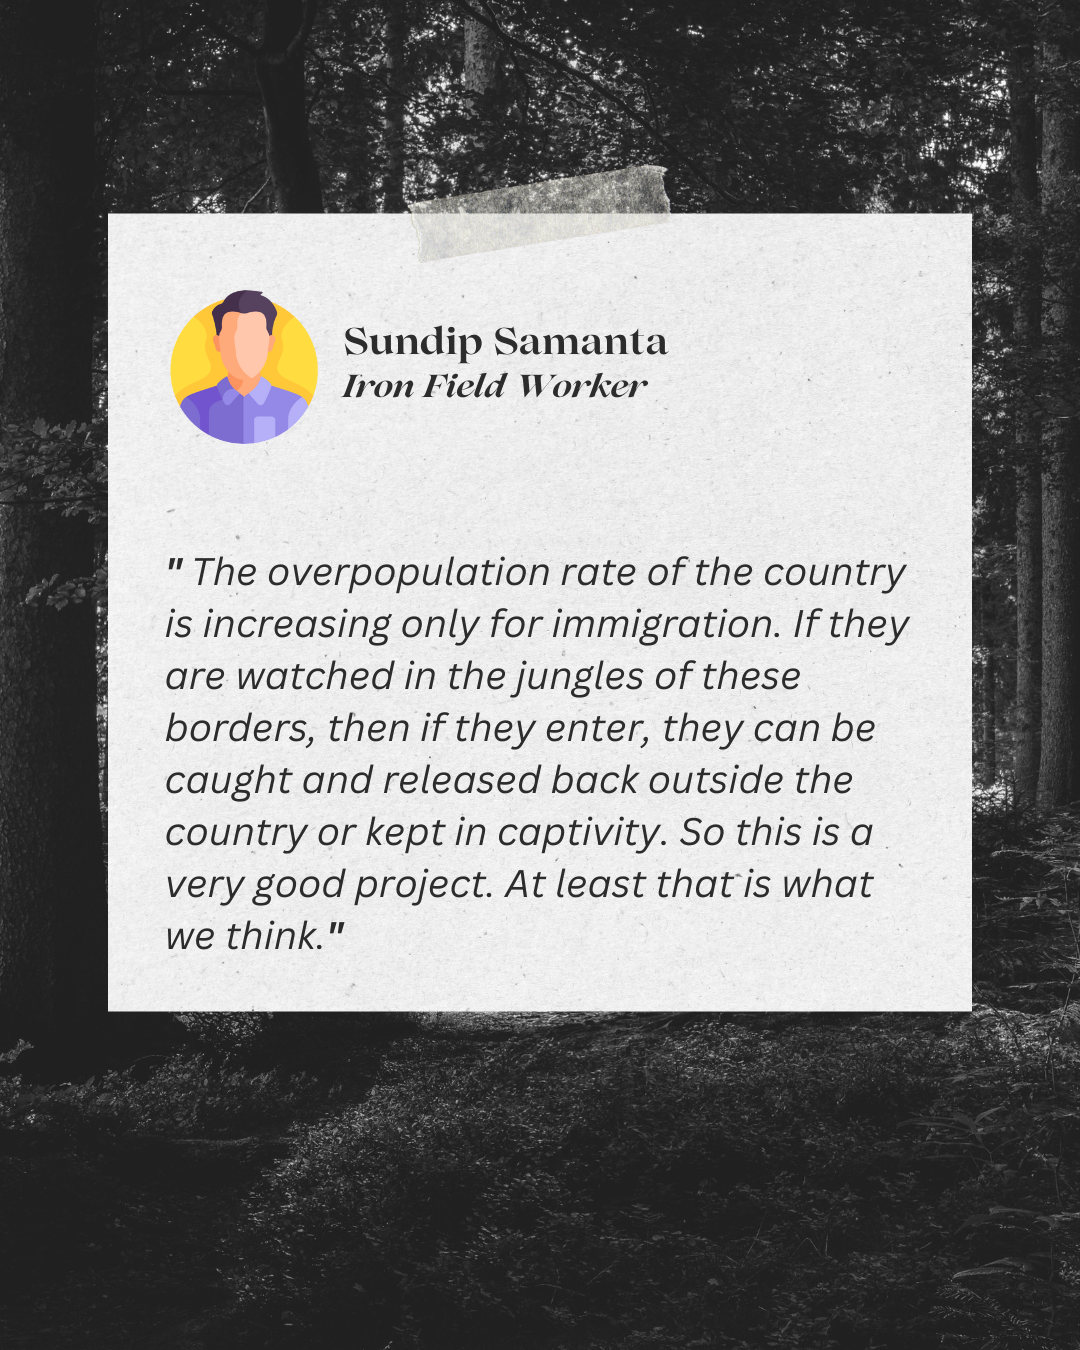 Sundip Samanta
Iron Field Worker
" The overpopulation rate of the country
is increasing only for immigration. If they
are watched in the jungles of these
borders, then if they enter, they can be
caught and released back outside the
country or kept in captivity. So this is a
very good project. At least that is what
we think."